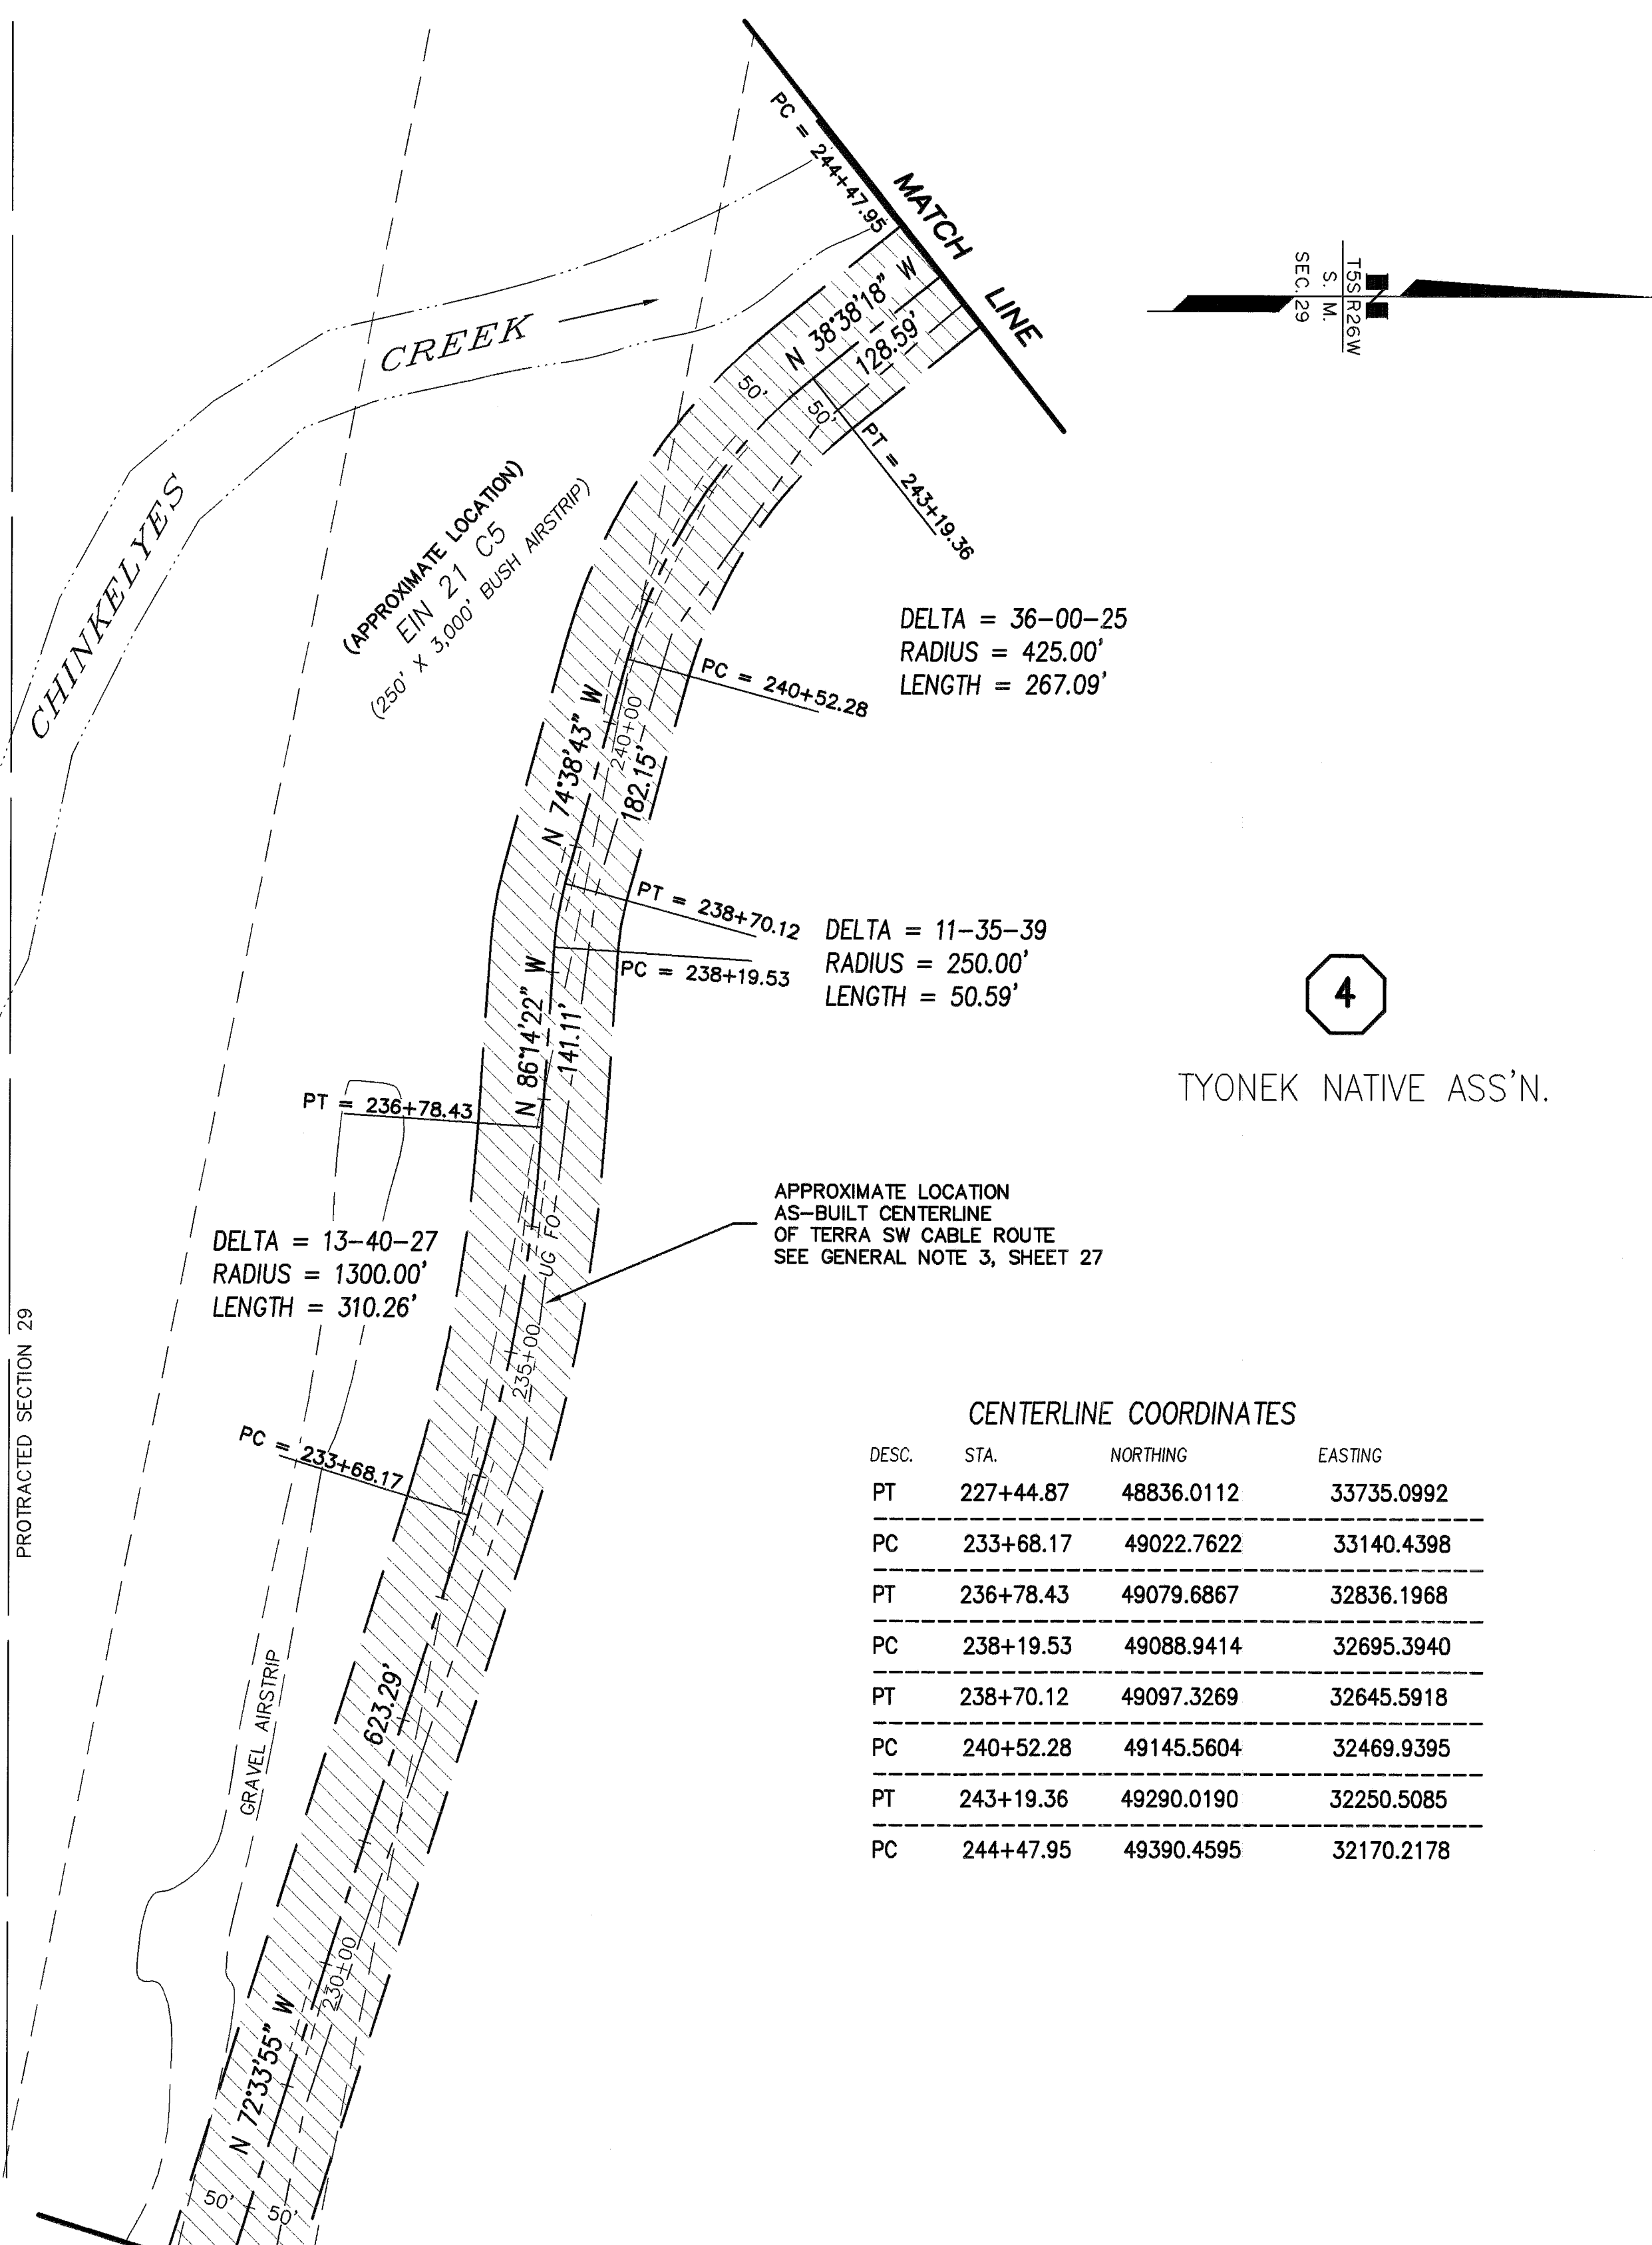 PC = 244+47.95
MATCH LINE
T5S R26W
S. M.
SEC. 29
N 38°38'18" W
128.59'
50'
50'
CREEK
PT = 243+19.36
CHINKELYES
(APPROXIMATE LOCATION)
EIN 21 C5
(250' X 3,000' BUSH AIRSTRIP)
DELTA = 36-00-25
RADIUS = 425.00'
LENGTH = 267.09'
PC = 240+52.28
N 74°38'43" W
240+00
182.15'
PT = 238+70.12
DELTA = 11-35-39
RADIUS = 250.00'
LENGTH = 50.59'
PC = 238+19.53
N 86°14'22" W
141.11'
4
TYONEK NATIVE ASS'N.
PT = 236+78.43
APPROXIMATE LOCATION
AS-BUILT CENTERLINE
OF TERRA SW CABLE ROUTE
SEE GENERAL NOTE 3, SHEET 27
UG FO
DELTA = 13-40-27
RADIUS = 1300.00'
LENGTH = 310.26'
235+00
PROTRACTED SECTION 29
PC = 233+68.17
CENTERLINE COORDINATES
DESC. STA. NORTHING EASTING
PT 227+44.87 48836.0112 33735.0992
PC 233+68.17 49022.7622 33140.4398
PT 236+78.43 49079.6867 32836.1968
PC 238+19.53 49088.9414 32695.3940
PT 238+70.12 49097.3269 32645.5918
PC 240+52.28 49145.5604 32469.9395
PT 243+19.36 49290.0190 32250.5085
PC 244+47.95 49390.4595 32170.2178
623.29'
GRAVEL AIRSTRIP
230+00
N 72°33'55" W
50'
50'